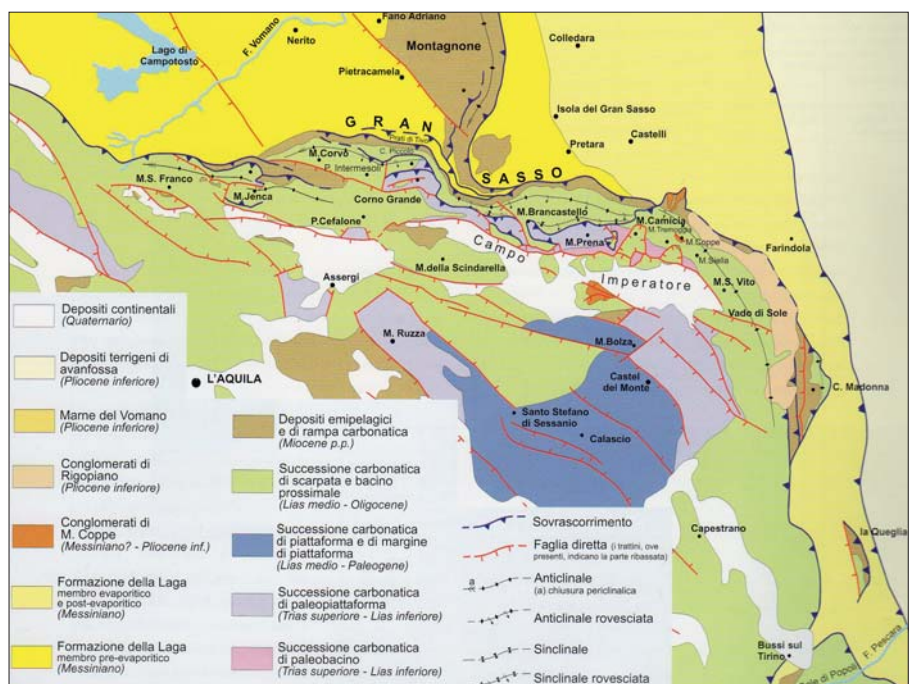 Fano Adriano
F. Vomano
Nerito
Lago di
Campotosto
Montagnone
Colledara
Pietracamela
Isola del Gran Sasso
Castelli
Pretara
GRAN
SASSO
Prati di Tivo
C. Piccolo
M.Corvo
P. Intermesoli
M.S. Franco
M.Jenca
Corno Grande
P.Cefalone
M.Brancastello
M.Camicia
M.Tremoggia
M.Prena
M.Coppe
M.Siella
Farindola
Campo
Imperatore
M.della Scindarella
M.S. Vito
Assergi
Vado di Sole
M. Ruzza
M.Bolza
L'AQUILA
Castel
del Monte
C. Madonna
Santo Stefano
di Sessanio
Calascio
Capestrano
la Queglia
Bussi sul
Tirino
F. Pescara
di Popoli
Depositi continentali
(Quaternario)
Depositi terrigeni di
avanfossa
(Pliocene inferiore)
Marne del Vomano
(Pliocene inferiore)
Conglomerati di
Rigopiano
(Pliocene inferiore)
Conglomerati di
M. Coppe
(Messiniano? - Pliocene inf.)
Formazione della Laga
membro evaporitico
e post-evaporitico
(Messiniano)
Formazione della Laga
membro pre-evaporitico
(Messiniano)
Depositi emipelagici
e di rampa carbonatica
(Miocene p.p.)
Successione carbonatica
di scarpata e bacino
prossimale
(Lias medio - Oligocene)
Successione carbonatica
di piattaforma e di margine
di piattaforma
(Lias medio - Paleogene)
Successione carbonatica
di paleopiattaforma
(Trias superiore - Lias inferiore)
Successione carbonatica
di paleobacino
(Trias superiore - Lias inferiore)
Sovrascorrimento
Faglia diretta (i trattini, ove
presenti, indicano la parte ribassata)
a
Anticlinale
(a) chiusura periclinalica
Anticlinale rovesciata
Sinclinale
Sinclinale rovesciata